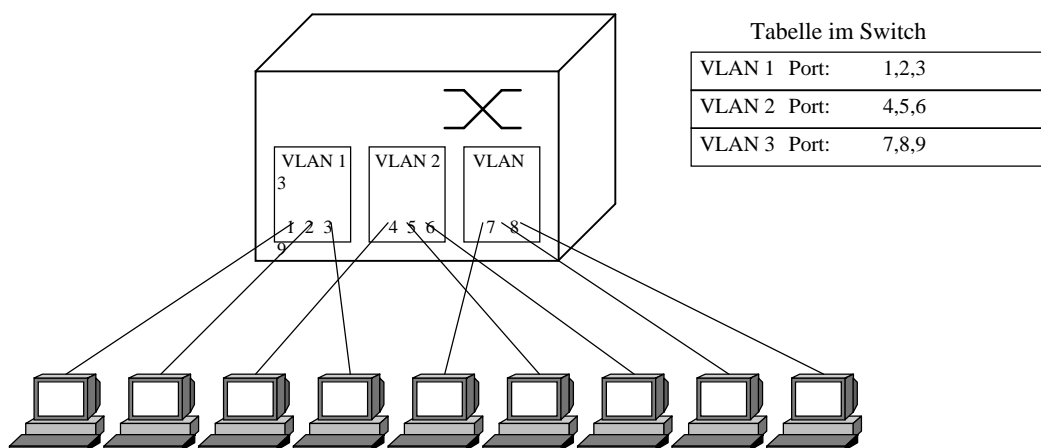 Tabelle im Switch
VLAN 1 Port: 1,2,3
VLAN 2 Port: 4,5,6
VLAN 3 Port: 7,8,9
VLAN 1 VLAN 2 VLAN
3
1 2 3 4 5 6 7 8
9